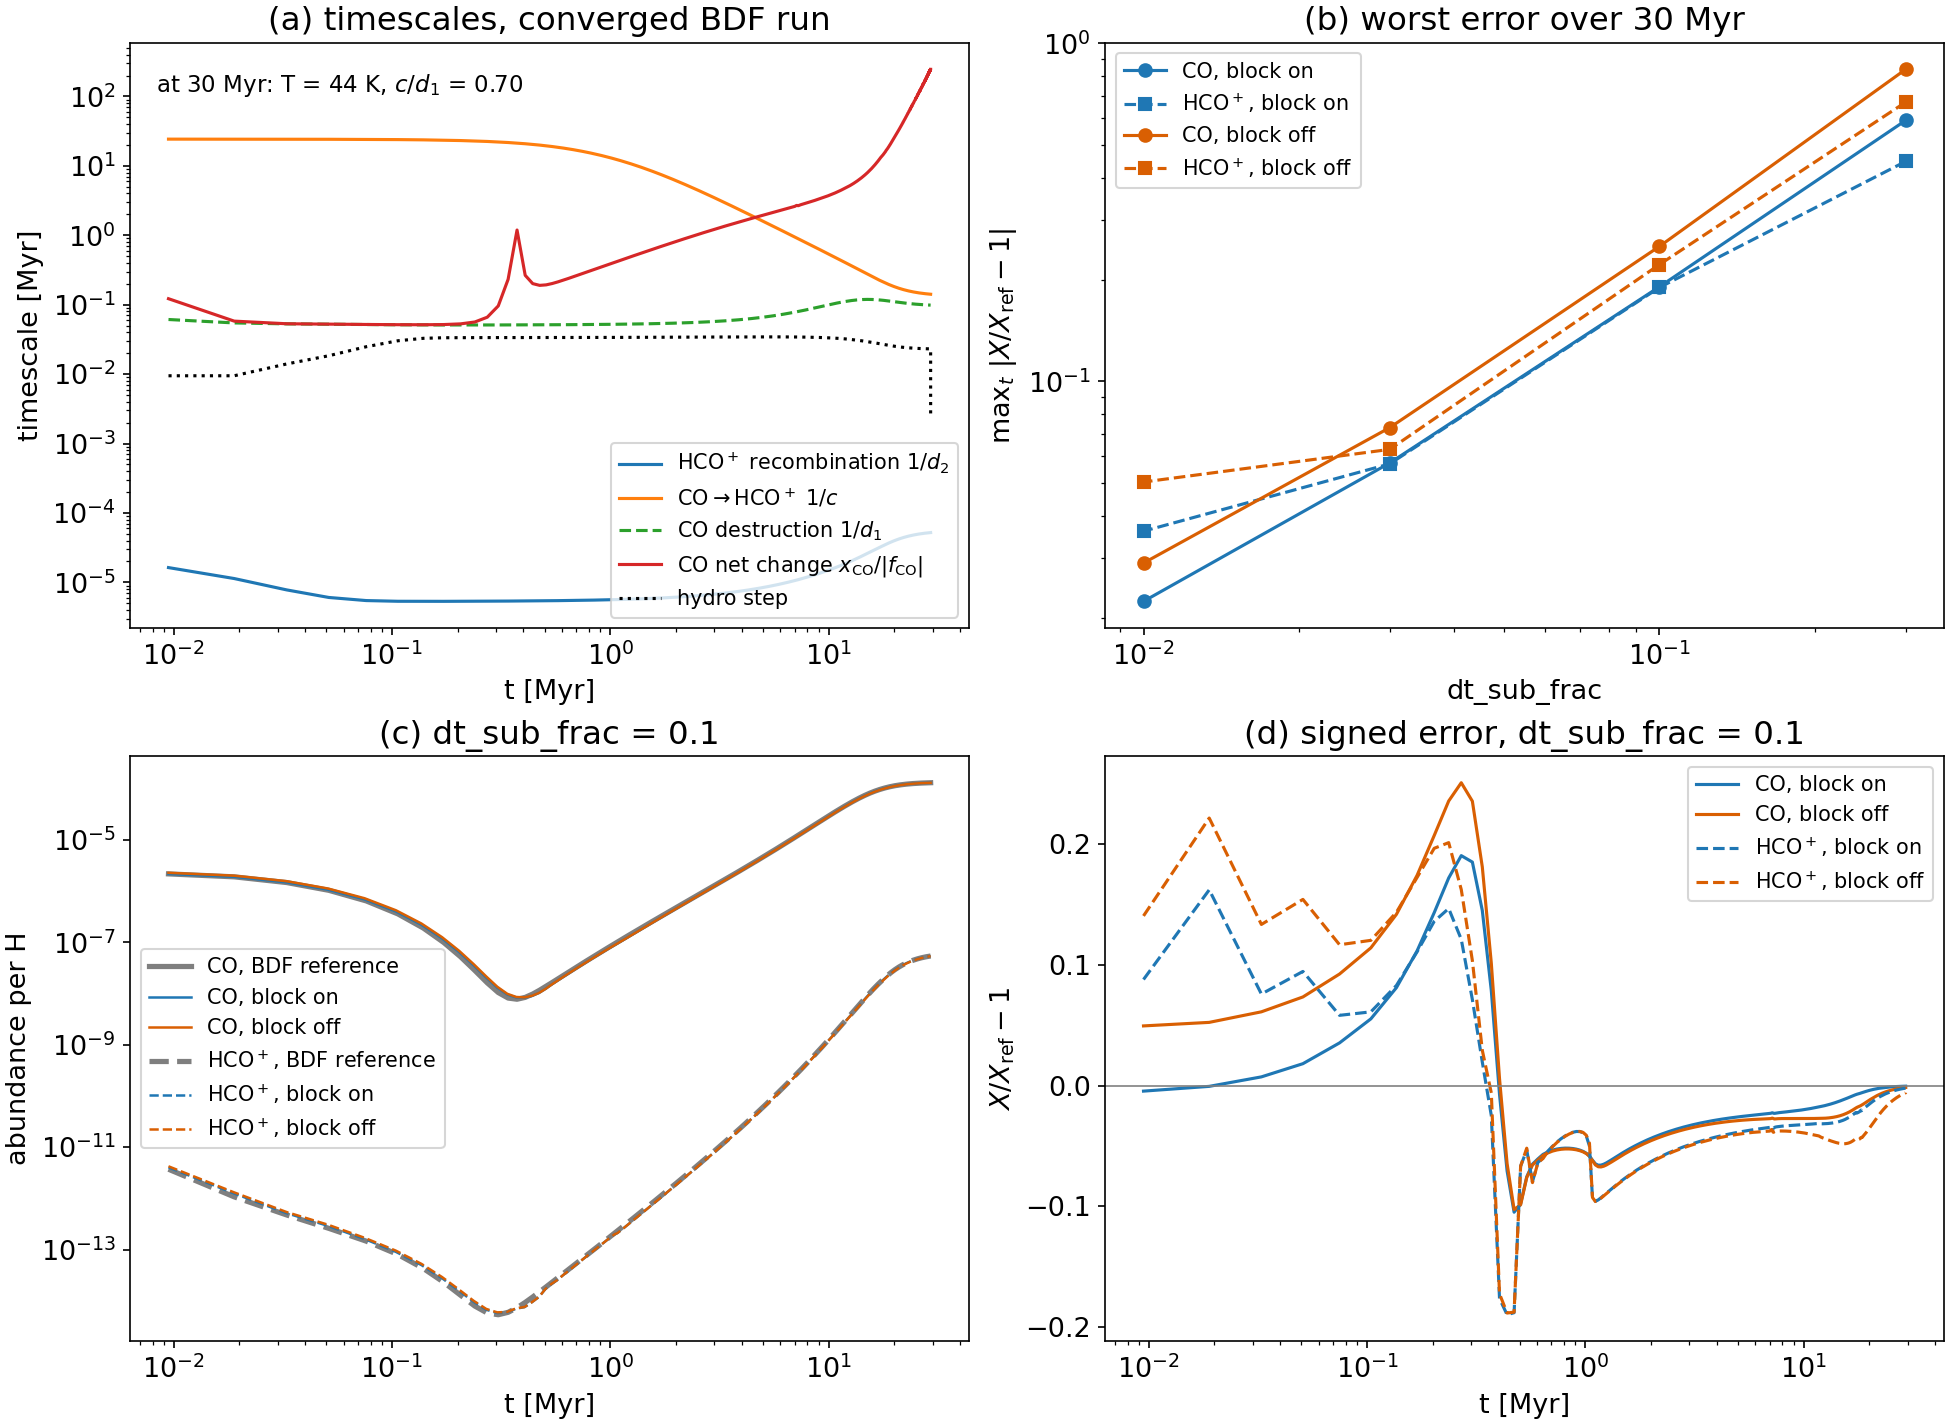 (a) timescales, converged BDF run
at 30 Myr: T = 44 K, c/d₁ = 0.70
timescale [Myr]
10²
10¹
10⁰
10⁻¹
10⁻²
10⁻³
10⁻⁴
10⁻⁵
HCO⁺ recombination 1/d₂
CO→HCO⁺ 1/c
CO destruction 1/d₁
CO net change x_CO/|f_CO|
hydro step
10⁻² 10⁻¹ 10⁰ 10¹
t [Myr]
(b) worst error over 30 Myr
CO, block on
HCO⁺, block on
CO, block off
HCO⁺, block off
max_t |X/X_ref − 1|
10⁰
10⁻¹
10⁻² 10⁻¹
dt_sub_frac
(c) dt_sub_frac = 0.1
abundance per H
10⁻⁵
10⁻⁷
10⁻⁹
10⁻¹¹
10⁻¹³
CO, BDF reference
CO, block on
CO, block off
HCO⁺, BDF reference
HCO⁺, block on
HCO⁺, block off
10⁻² 10⁻¹ 10⁰ 10¹
t [Myr]
(d) signed error, dt_sub_frac = 0.1
CO, block on
CO, block off
HCO⁺, block on
HCO⁺, block off
X/X_ref − 1
0.2
0.1
0.0
−0.1
−0.2
10⁻² 10⁻¹ 10⁰ 10¹
t [Myr]